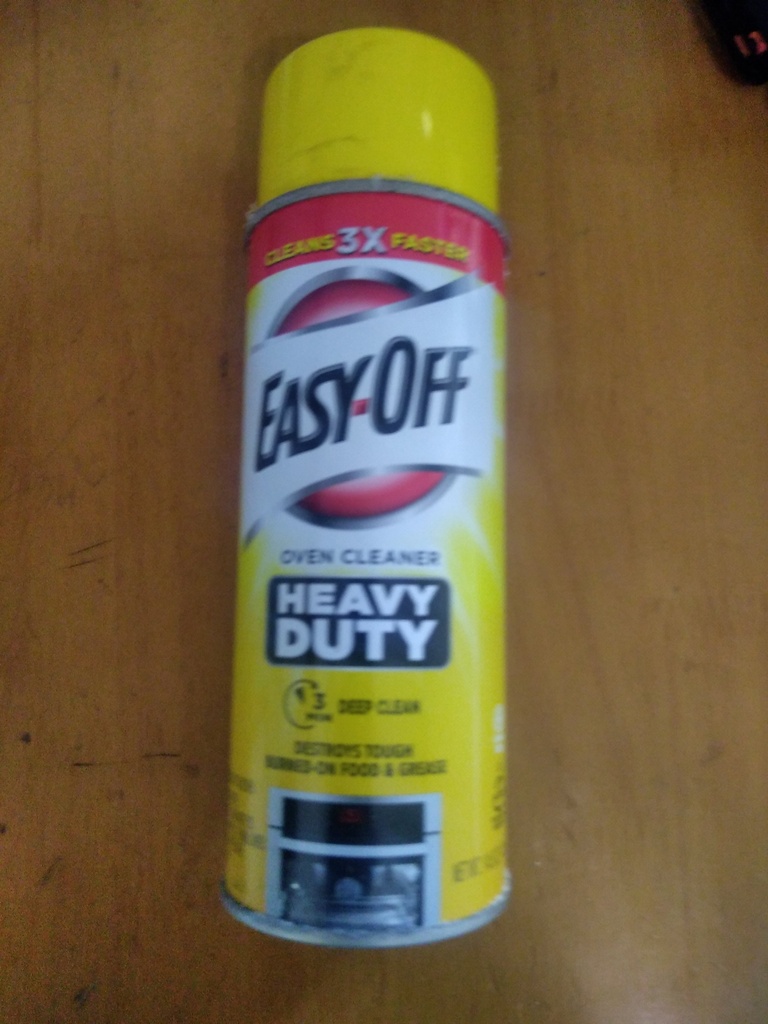 CLEANS 3X FASTER
EASY-OFF
OVEN CLEANER
HEAVY
DUTY
3
MIN
DEEP CLEAN
DESTROYS TOUGH
BURNED-ON FOOD & GREASE